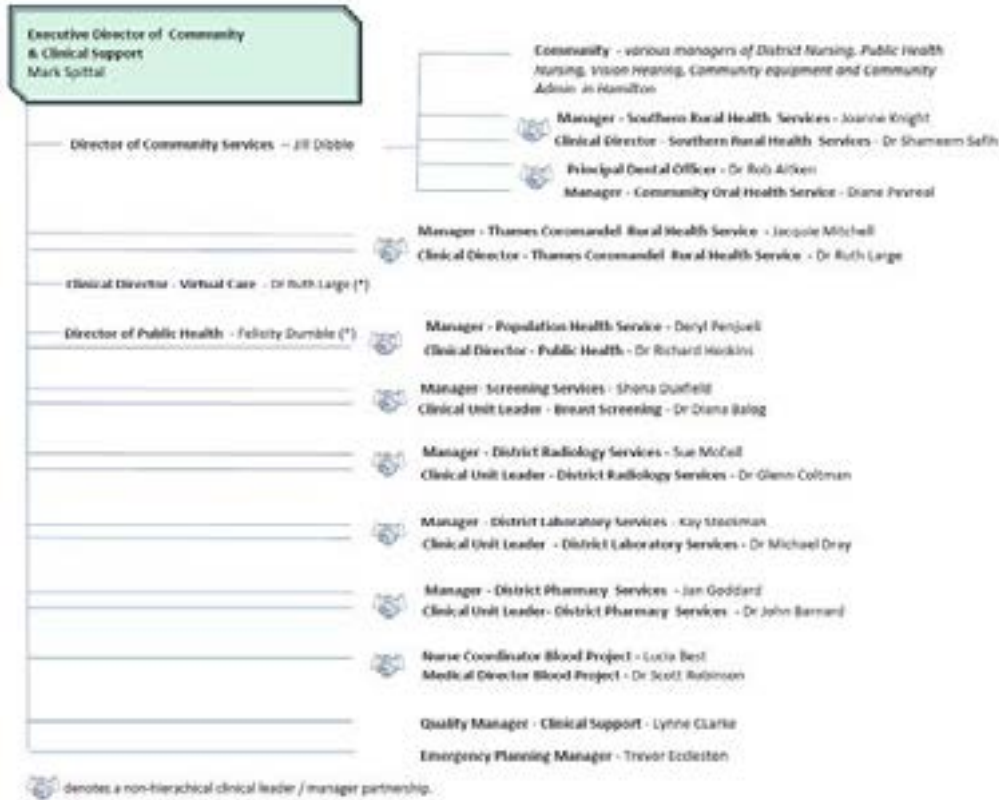 Executive Director of Community
& Clinical Support
Mark Spittal
Community - various managers of District Nursing, Public Health
Nursing, Vision Hearing, Community equipment and Community
Admin in Hamilton
Manager - Southern Rural Health Services - Joanne Knight
Clinical Director - Southern Rural Health Services - Dr Shameem Safih
Director of Community Services - Jill Dibble
Principal Dental Officer - Dr Rob Aitken
Manager - Community Oral Health Service - Diane Pevreal
Manager - Thames Coromandel Rural Health Service - Jacquie Mitchell
Clinical Director - Thames Coromandel Rural Health Service - Dr Ruth Large
Clinical Director - Virtual Care - Dr Ruth Large (*)
Director of Public Health - Felicity Dumble (*)
Manager - Population Health Service - Deryl Penjueli
Clinical Director - Public Health - Dr Richard Hoskins
Manager Screening Services - Shona Duxfield
Clinical Unit Leader - Breast Screening - Dr Diana Balog
Manager - District Radiology Services - Sue McColl
Clinical Unit Leader - District Radiology Services - Dr Glenn Coltman
Manager - District Laboratory Services - Kay Stockman
Clinical Unit Leader - District Laboratory Services - Dr Michael Dray
Manager - District Pharmacy Services - Jan Goddard
Clinical Unit Leader- District Pharmacy Services - Dr John Barnard
Nurse Coordinator Blood Project - Lucia Best
Medical Director Blood Project - Dr Scott Robinson
Quality Manager - Clinical Support - Lynne CLarke
Emergency Planning Manager - Trevor Eccleston
denotes a non-hierachical clinical leader / manager partnership.